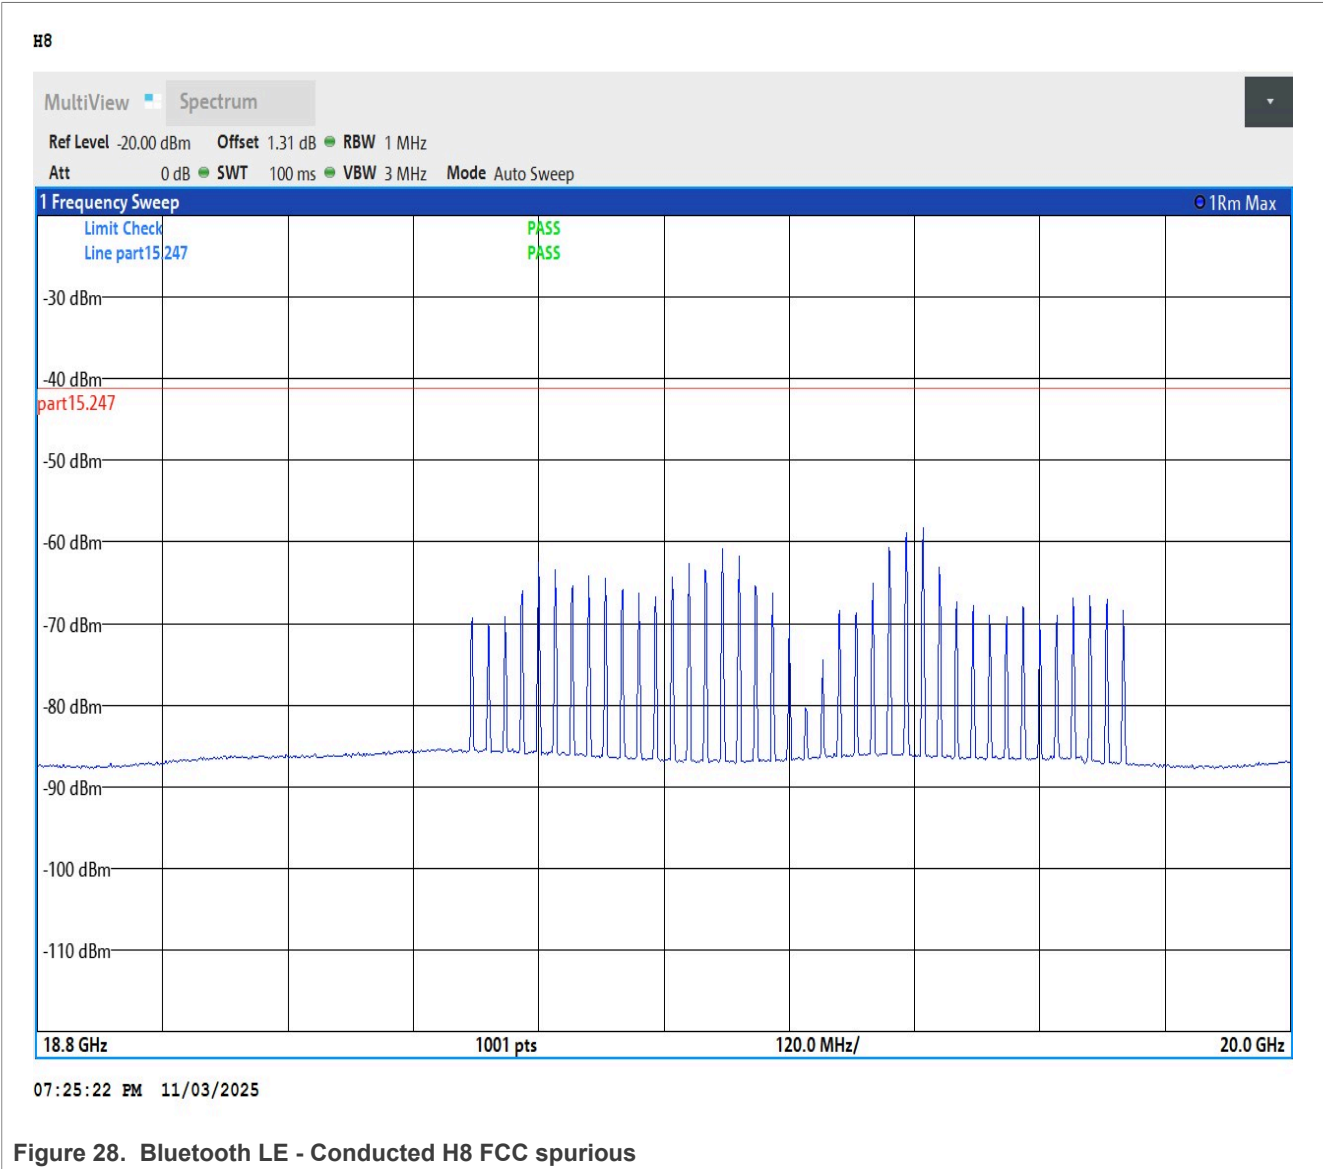 H8
MultiView Spectrum
Ref Level -20.00 dBm Offset 1.31 dB RBW 1 MHz
Att 0 dB SWT 100 ms VBW 3 MHz Mode Auto Sweep
1 Frequency Sweep 1Rm Max
Limit Check PASS
Line part15.247 PASS
-30 dBm
-40 dBm
part15.247
-50 dBm
-60 dBm
-70 dBm
-80 dBm
-90 dBm
-100 dBm
-110 dBm
18.8 GHz 1001 pts 120.0 MHz/ 20.0 GHz
07:25:22 PM 11/03/2025
Figure 28. Bluetooth LE - Conducted H8 FCC spurious